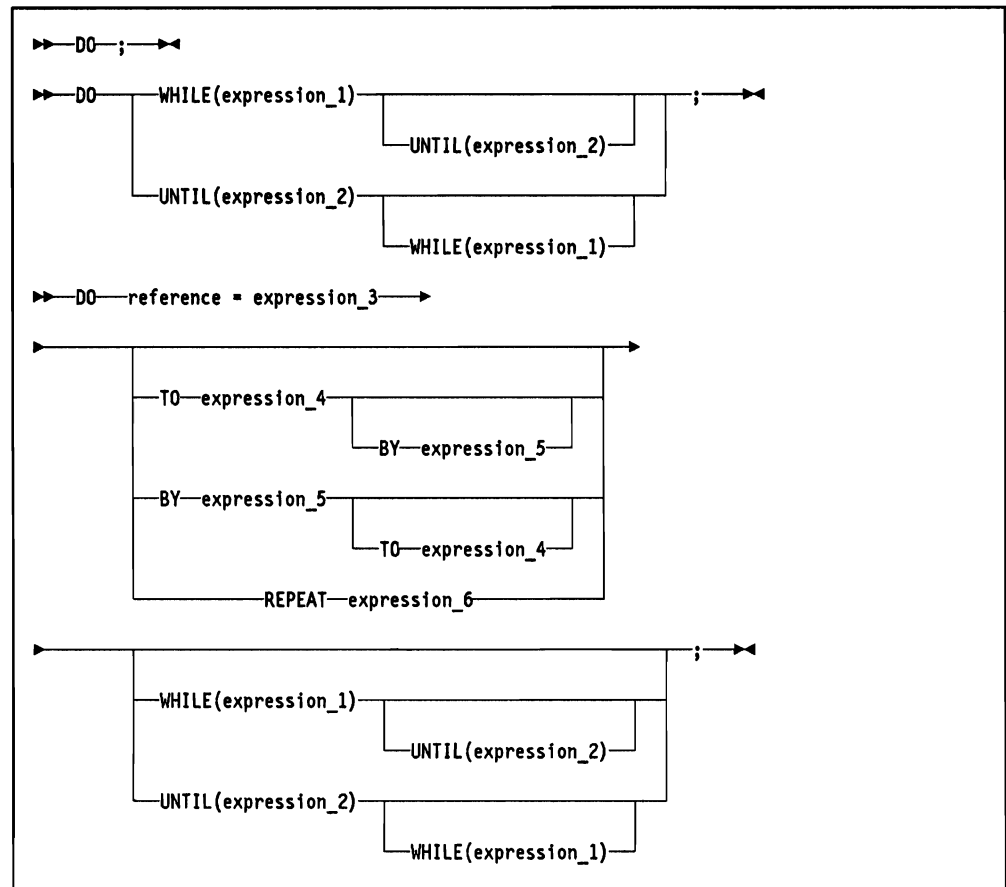 DO ;
DO WHILE(expression_1) ;
UNTIL(expression_2)
UNTIL(expression_2)
WHILE(expression_1)
DO reference = expression_3
TO expression_4
BY expression_5
BY expression_5
TO expression_4
REPEAT expression_6
;
WHILE(expression_1)
UNTIL(expression_2)
UNTIL(expression_2)
WHILE(expression_1)